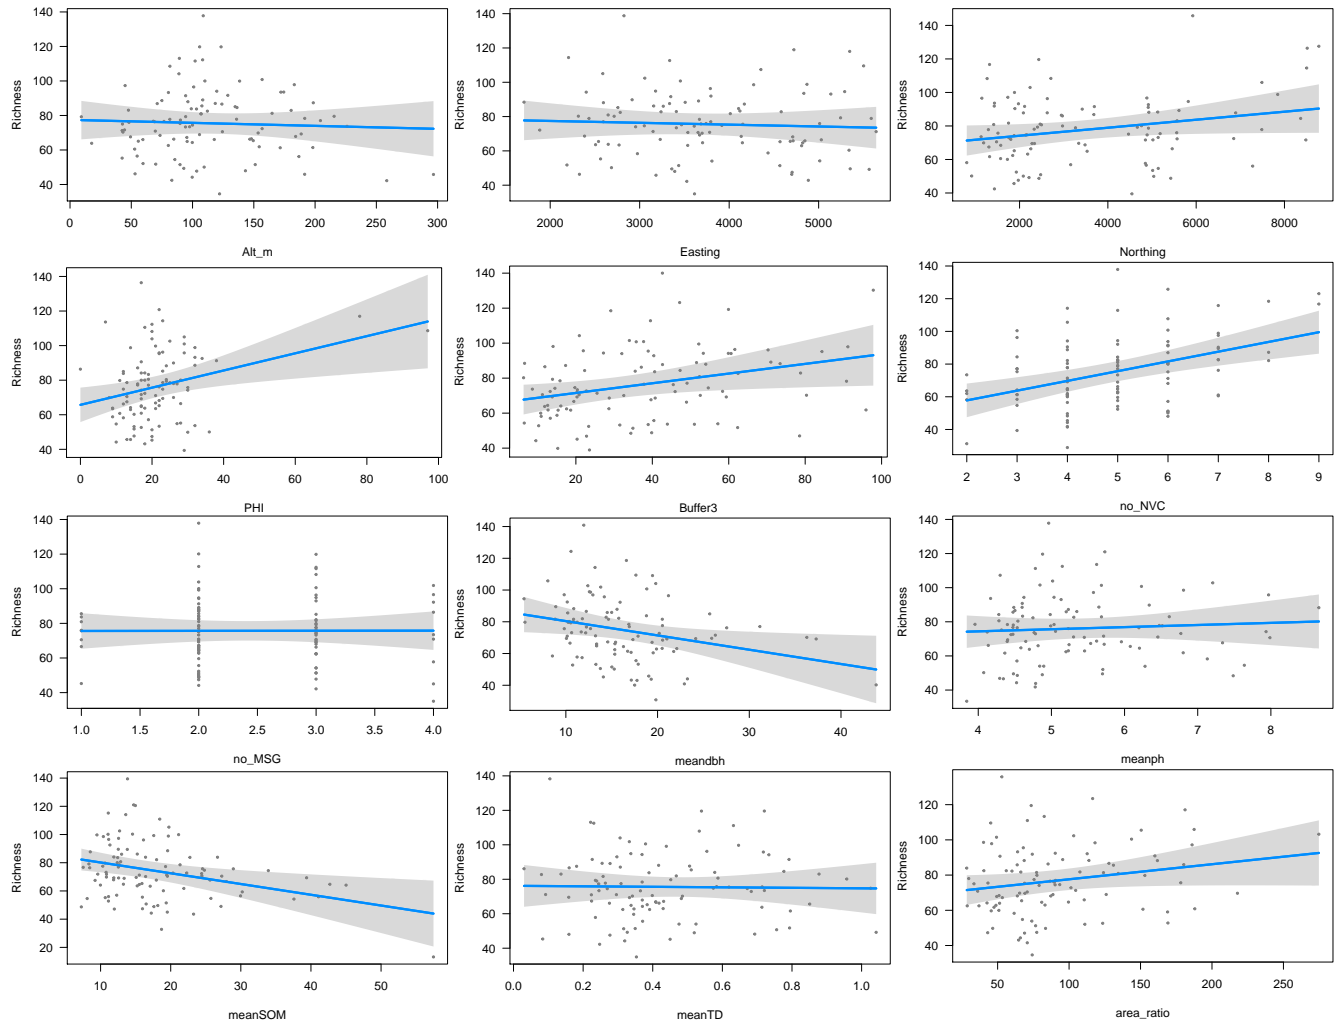 140
120
100
80
60
40
Richness
0 50 100 150 200 250 300
Alt_m
140
120
100
80
60
40
Richness
2000 3000 4000 5000
Easting
140
120
100
80
60
40
Richness
2000 4000 6000 8000
Northing
140
120
100
80
60
40
Richness
0 20 40 60 80 100
PHI
140
120
100
80
60
40
Richness
20 40 60 80 100
Buffer3
140
120
100
80
60
40
Richness
2 3 4 5 6 7 8 9
no_NVC
140
120
100
80
60
40
Richness
1.0 1.5 2.0 2.5 3.0 3.5 4.0
no_MSG
140
120
100
80
60
40
Richness
10 20 30 40
meandbh
140
120
100
80
60
40
Richness
4 5 6 7 8
meanph
140
120
100
80
60
40
20
Richness
10 20 30 40 50
meanSOM
140
120
100
80
60
40
Richness
0.0 0.2 0.4 0.6 0.8 1.0
meanTD
120
100
80
60
40
Richness
50 100 150 200 250
area_ratio